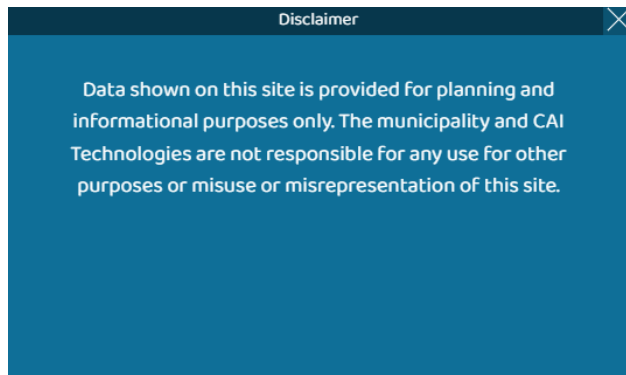 Disclaimer
Data shown on this site is provided for planning and
informational purposes only. The municipality and CAI
Technologies are not responsible for any use for other
purposes or misuse or misrepresentation of this site.